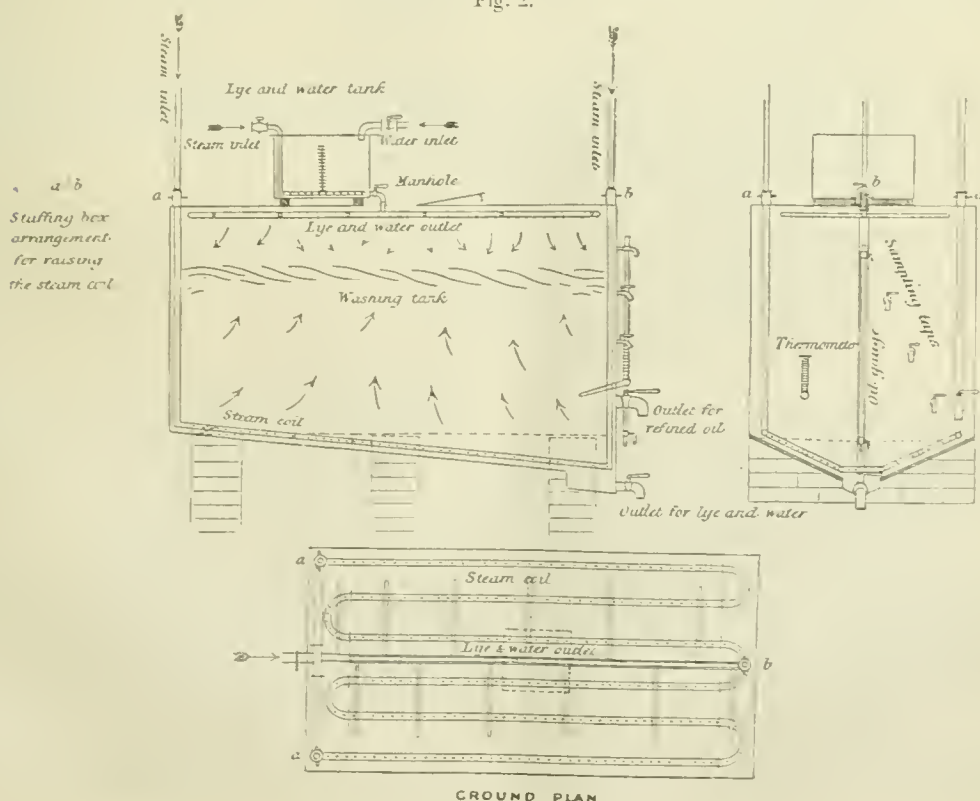 Fig. 2.
Steam inlet
Lye and water tank
Steam inlet
Water inlet
Steam inlet
a b
Stuffing box
arrangement
for raising
the steam coil
a
Manhole
b
Lye and water outlet
Washing tank
Steam coil
Outlet for
refined oil
Outlet for lye and water
a
b
a
Sampling taps
Thermometer
Oil gauge
a
Steam coil
Lye & water outlet
b
a
GROUND PLAN